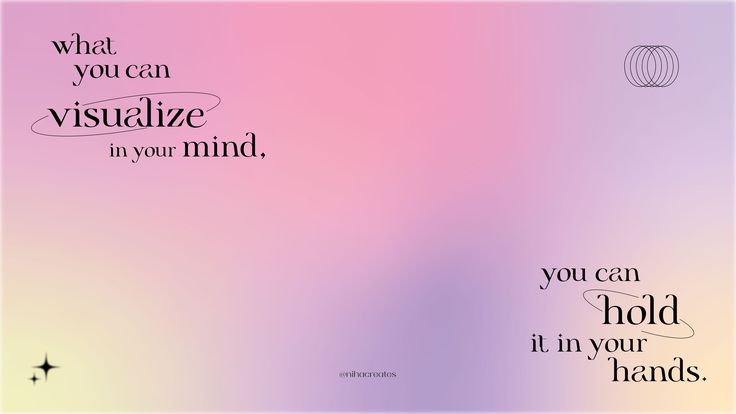 what
you can
visualize
in your mind,
you can
hold
it in your
hands.
@nihacreates